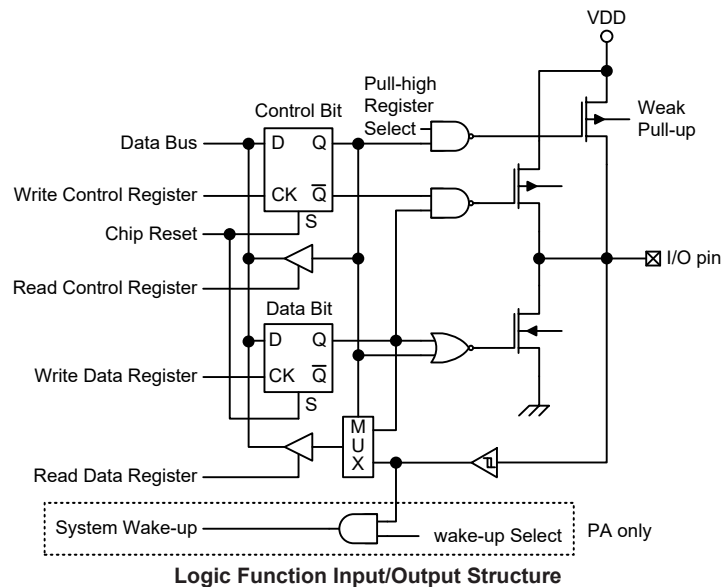 VDD
Pull-high
Register
Select
Weak
Pull-up
Control Bit
Data Bus
D
Q
Write Control Register
CK
Q
S
Chip Reset
I/O pin
Read Control Register
Data Bit
D
Q
Write Data Register
CK
Q
S
M
U
X
Read Data Register
System Wake-up
wake-up Select
PA only
Logic Function Input/Output Structure